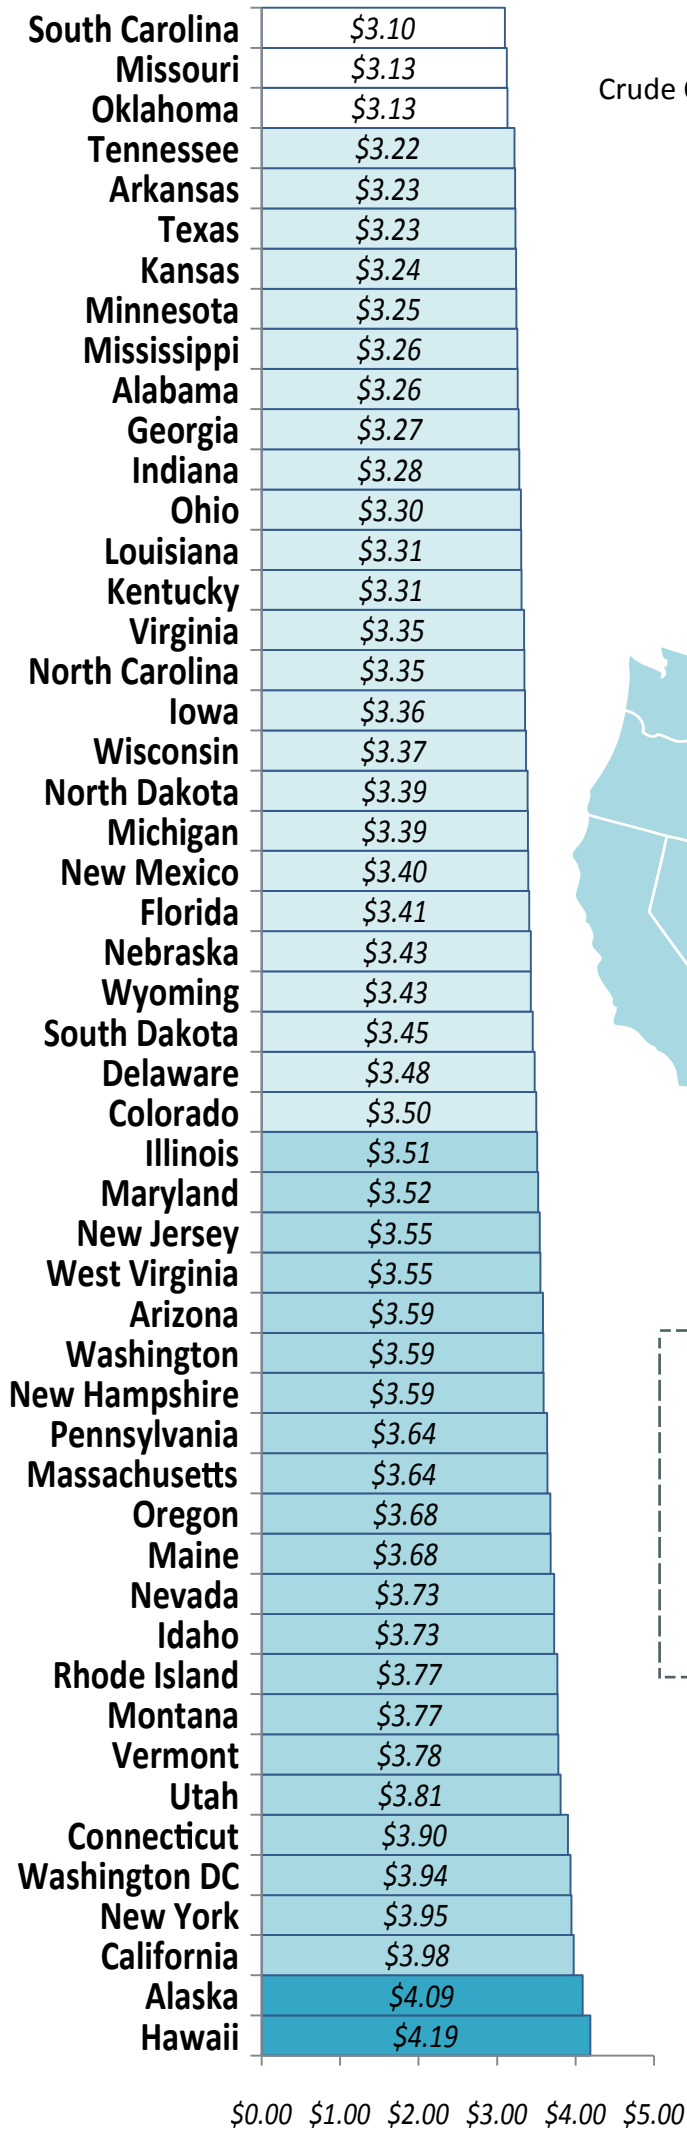 South Carolina $3.10
Missouri $3.13
Crude
Oklahoma $3.13
Tennessee $3.22
Arkansas $3.23
Texas $3.23
Kansas $3.24
Minnesota $3.25
Mississippi $3.26
Alabama $3.26
Georgia $3.27
Indiana $3.28
Ohio $3.30
Louisiana $3.31
Kentucky $3.31
Virginia $3.35
North Carolina $3.35
Iowa $3.36
Wisconsin $3.37
North Dakota $3.39
Michigan $3.39
New Mexico $3.40
Florida $3.41
Nebraska $3.43
Wyoming $3.43
South Dakota $3.45
Delaware $3.48
Colorado $3.50
Illinois $3.51
Maryland $3.52
New Jersey $3.55
West Virginia $3.55
Arizona $3.59
Washington $3.59
New Hampshire $3.59
Pennsylvania $3.64
Massachusetts $3.64
Oregon $3.68
Maine $3.68
Nevada $3.73
Idaho $3.73
Rhode Island $3.77
Montana $3.77
Vermont $3.78
Utah $3.81
Connecticut $3.90
Washington DC $3.94
New York $3.95
California $3.98
Alaska $4.09
Hawaii $4.19
$0.00 $1.00 $2.00 $3.00 $4.00 $5.00